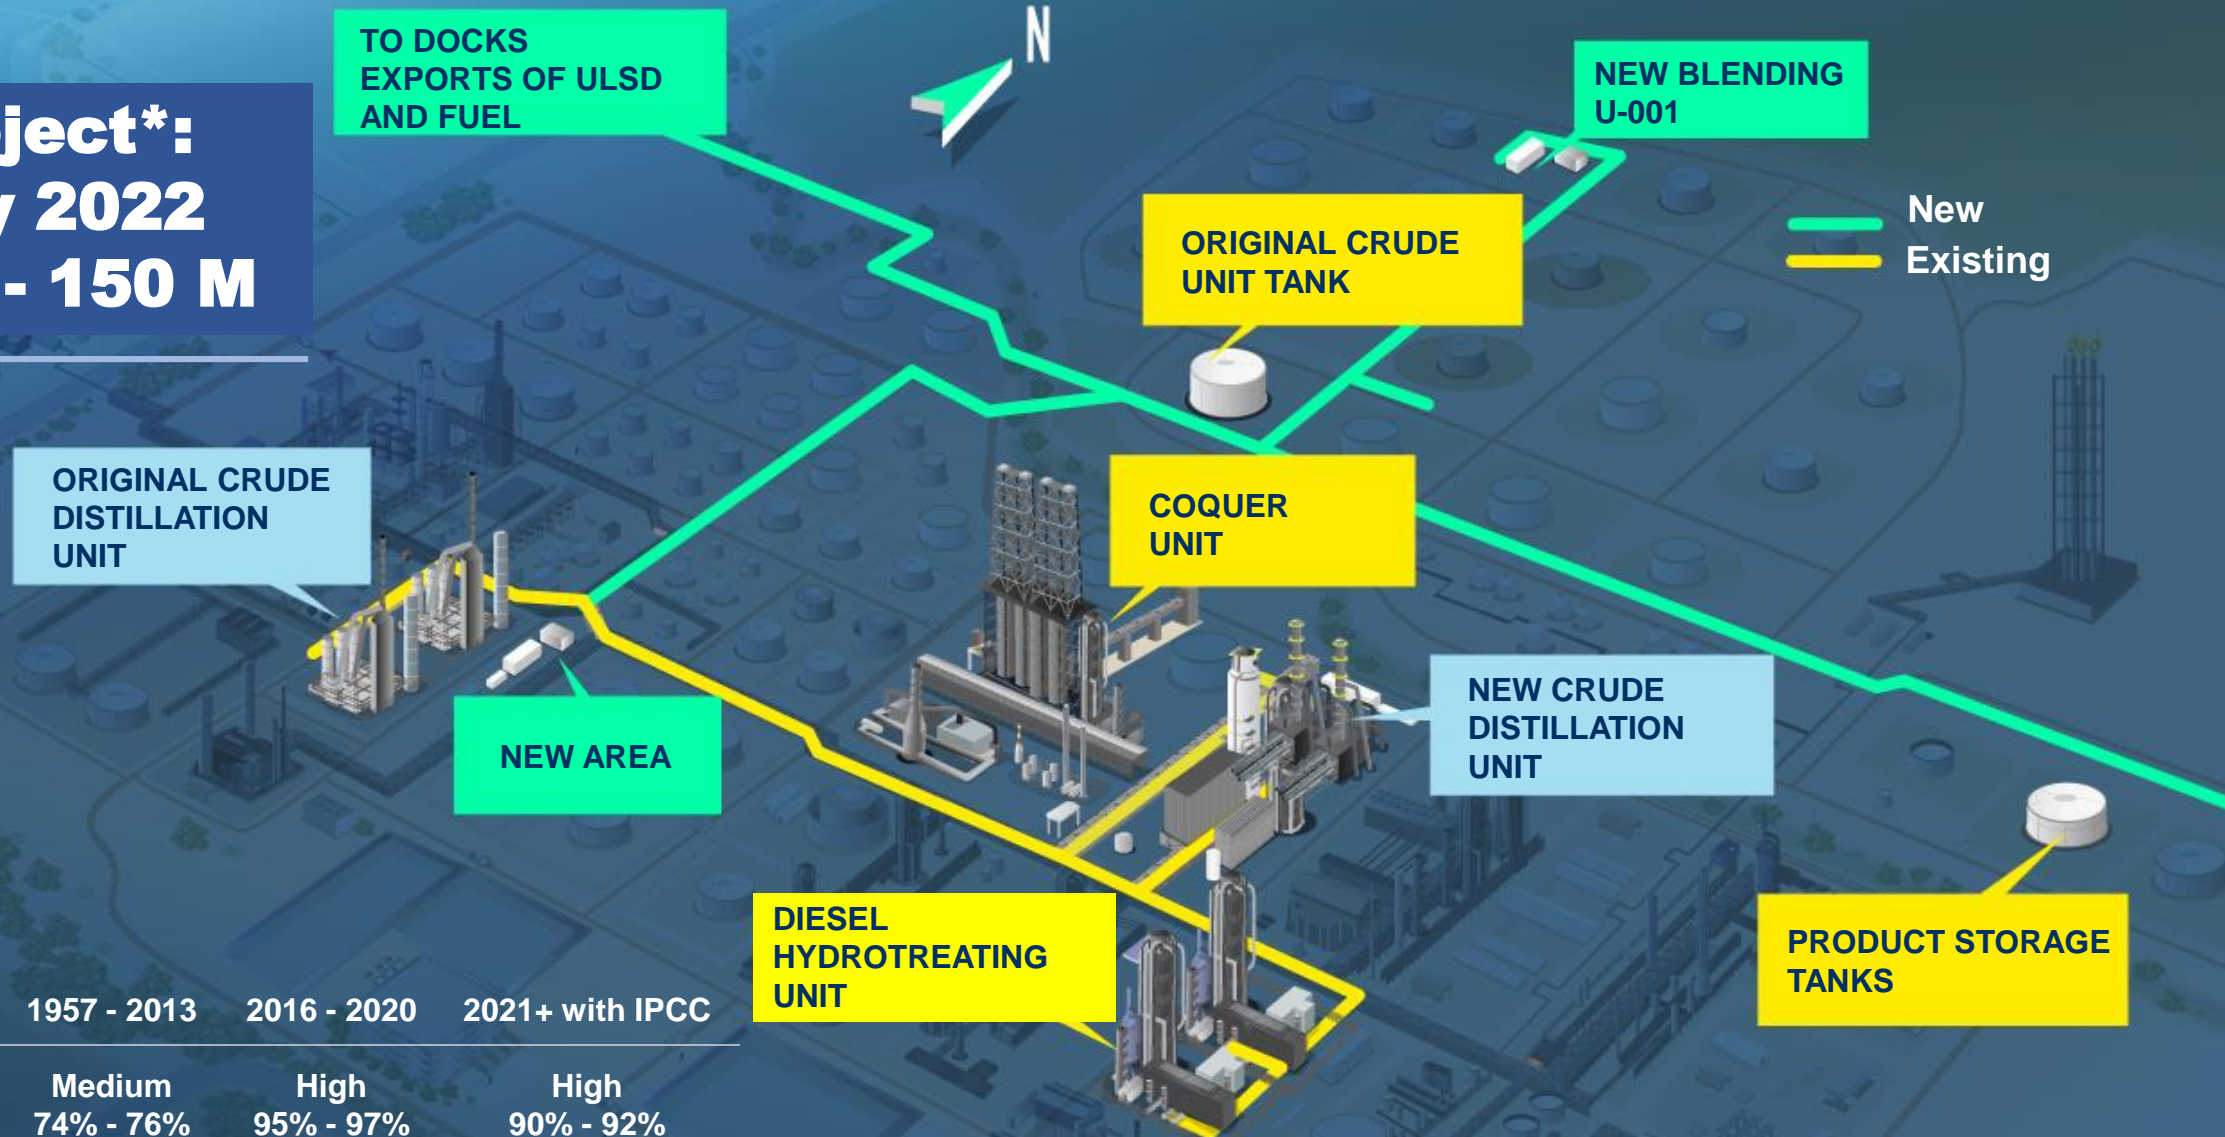 N
TO DOCKS
EXPORTS OF ULSD
AND FUEL
NEW BLENDING
U-001
ject*:
2022
- 150 M
New
Existing
ORIGINAL CRUDE
UNIT TANK
ORIGINAL CRUDE
DISTILLATION
UNIT
COQUER
UNIT
NEW CRUDE
DISTILLATION
UNIT
NEW AREA
DIESEL
HYDROTREATING
UNIT
PRODUCT STORAGE
TANKS
1957 - 2013 2016 - 2020 2021+ with IPCC
Medium High High
74% - 76% 95% - 97% 90% - 92%